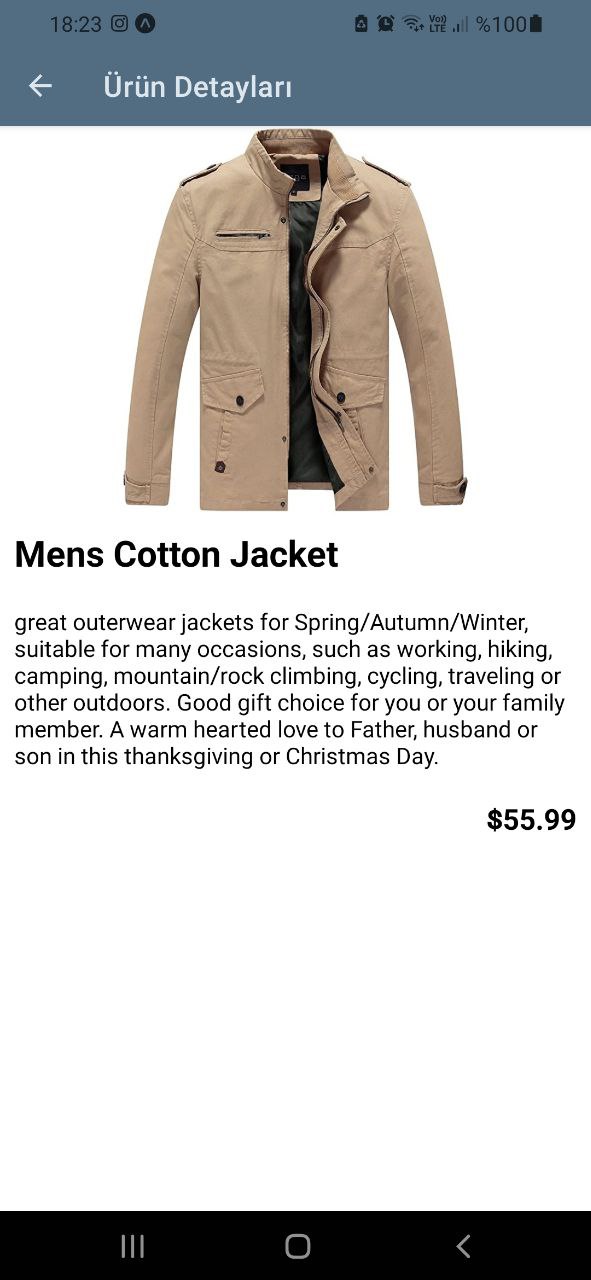 18:23 %100
Vo))
LTE
Ürün Detayları
Mens Cotton Jacket
great outerwear jackets for Spring/Autumn/Winter,
suitable for many occasions, such as working, hiking,
camping, mountain/rock climbing, cycling, traveling or
other outdoors. Good gift choice for you or your family
member. A warm hearted love to Father, husband or
son in this thanksgiving or Christmas Day.
$55.99